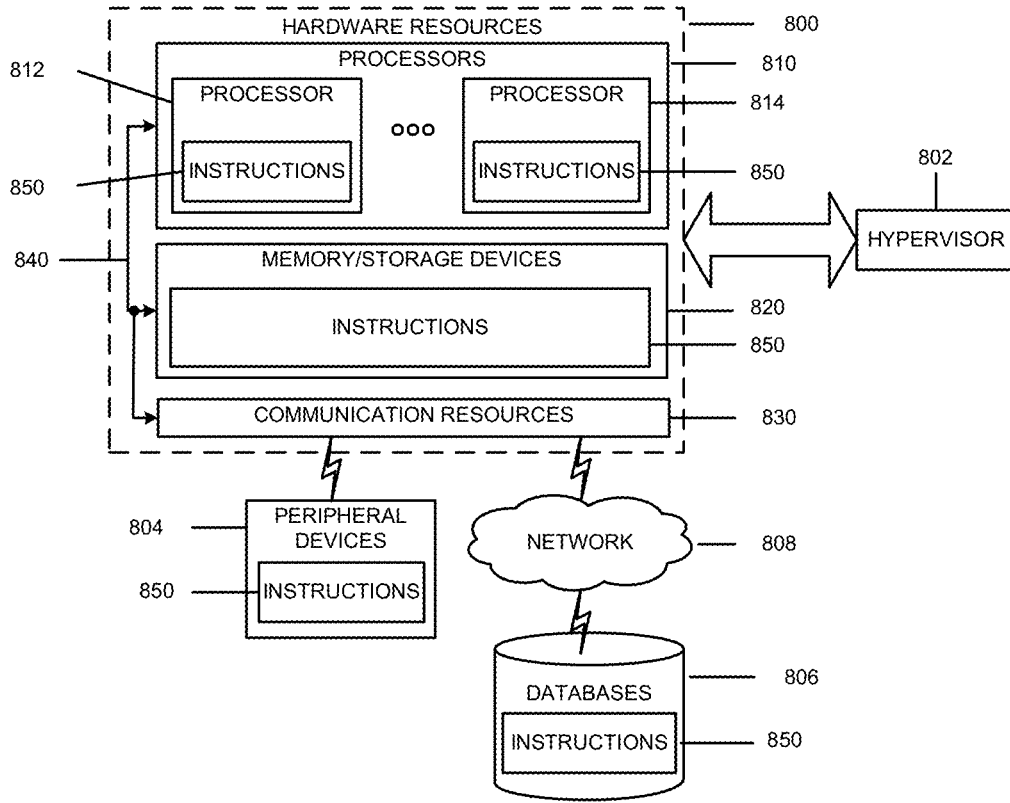 HARDWARE RESOURCES
800
PROCESSORS
810
812
PROCESSOR
PROCESSOR
814
INSTRUCTIONS
INSTRUCTIONS
850
850
802
HYPERVISOR
840
MEMORY/STORAGE DEVICES
820
INSTRUCTIONS
850
COMMUNICATION RESOURCES
830
804
PERIPHERAL
DEVICES
850
INSTRUCTIONS
NETWORK
808
806
DATABASES
INSTRUCTIONS
850